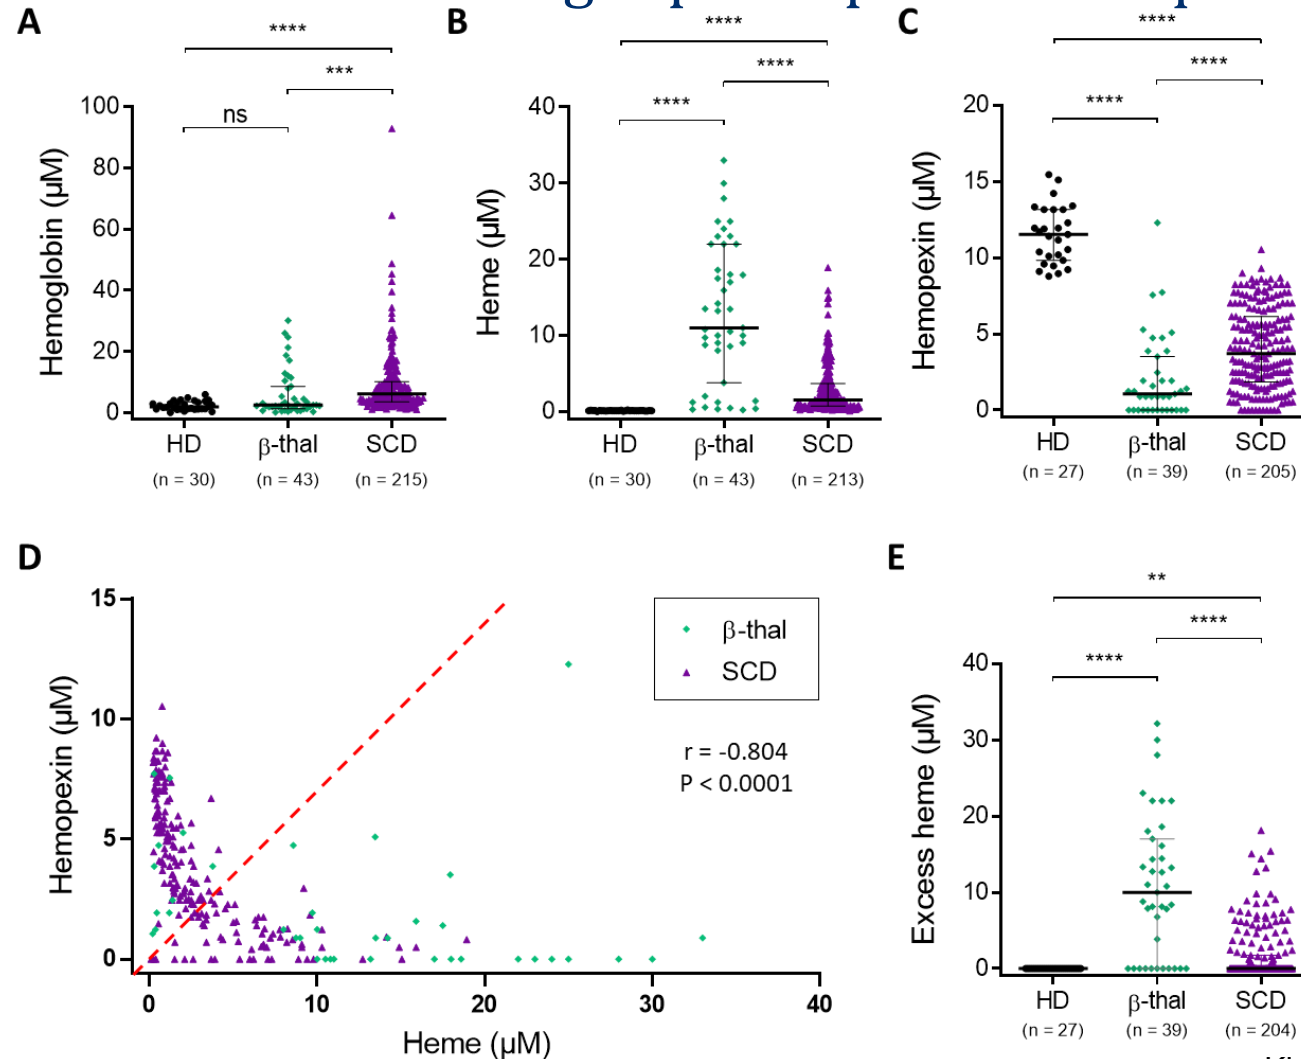 A
****
***
ns
Hemoglobin (µM)
100
80
60
40
20
0
HD
β-thal
SCD
(n = 30)
(n = 43)
(n = 215)
B
****
****
****
Heme (µM)
40
30
20
10
0
HD
β-thal
SCD
(n = 30)
(n = 43)
(n = 213)
C
****
****
****
Hemopexin (µM)
20
15
10
5
0
HD
β-thal
SCD
(n = 27)
(n = 39)
(n = 205)
D
Hemopexin (µM)
15
10
5
0
β-thal
SCD
r = -0.804
P < 0.0001
0
10
20
30
40
Heme (µM)
E
**
****
****
Excess heme (µM)
40
30
20
10
0
HD
β-thal
SCD
(n = 27)
(n = 39)
(n = 204)